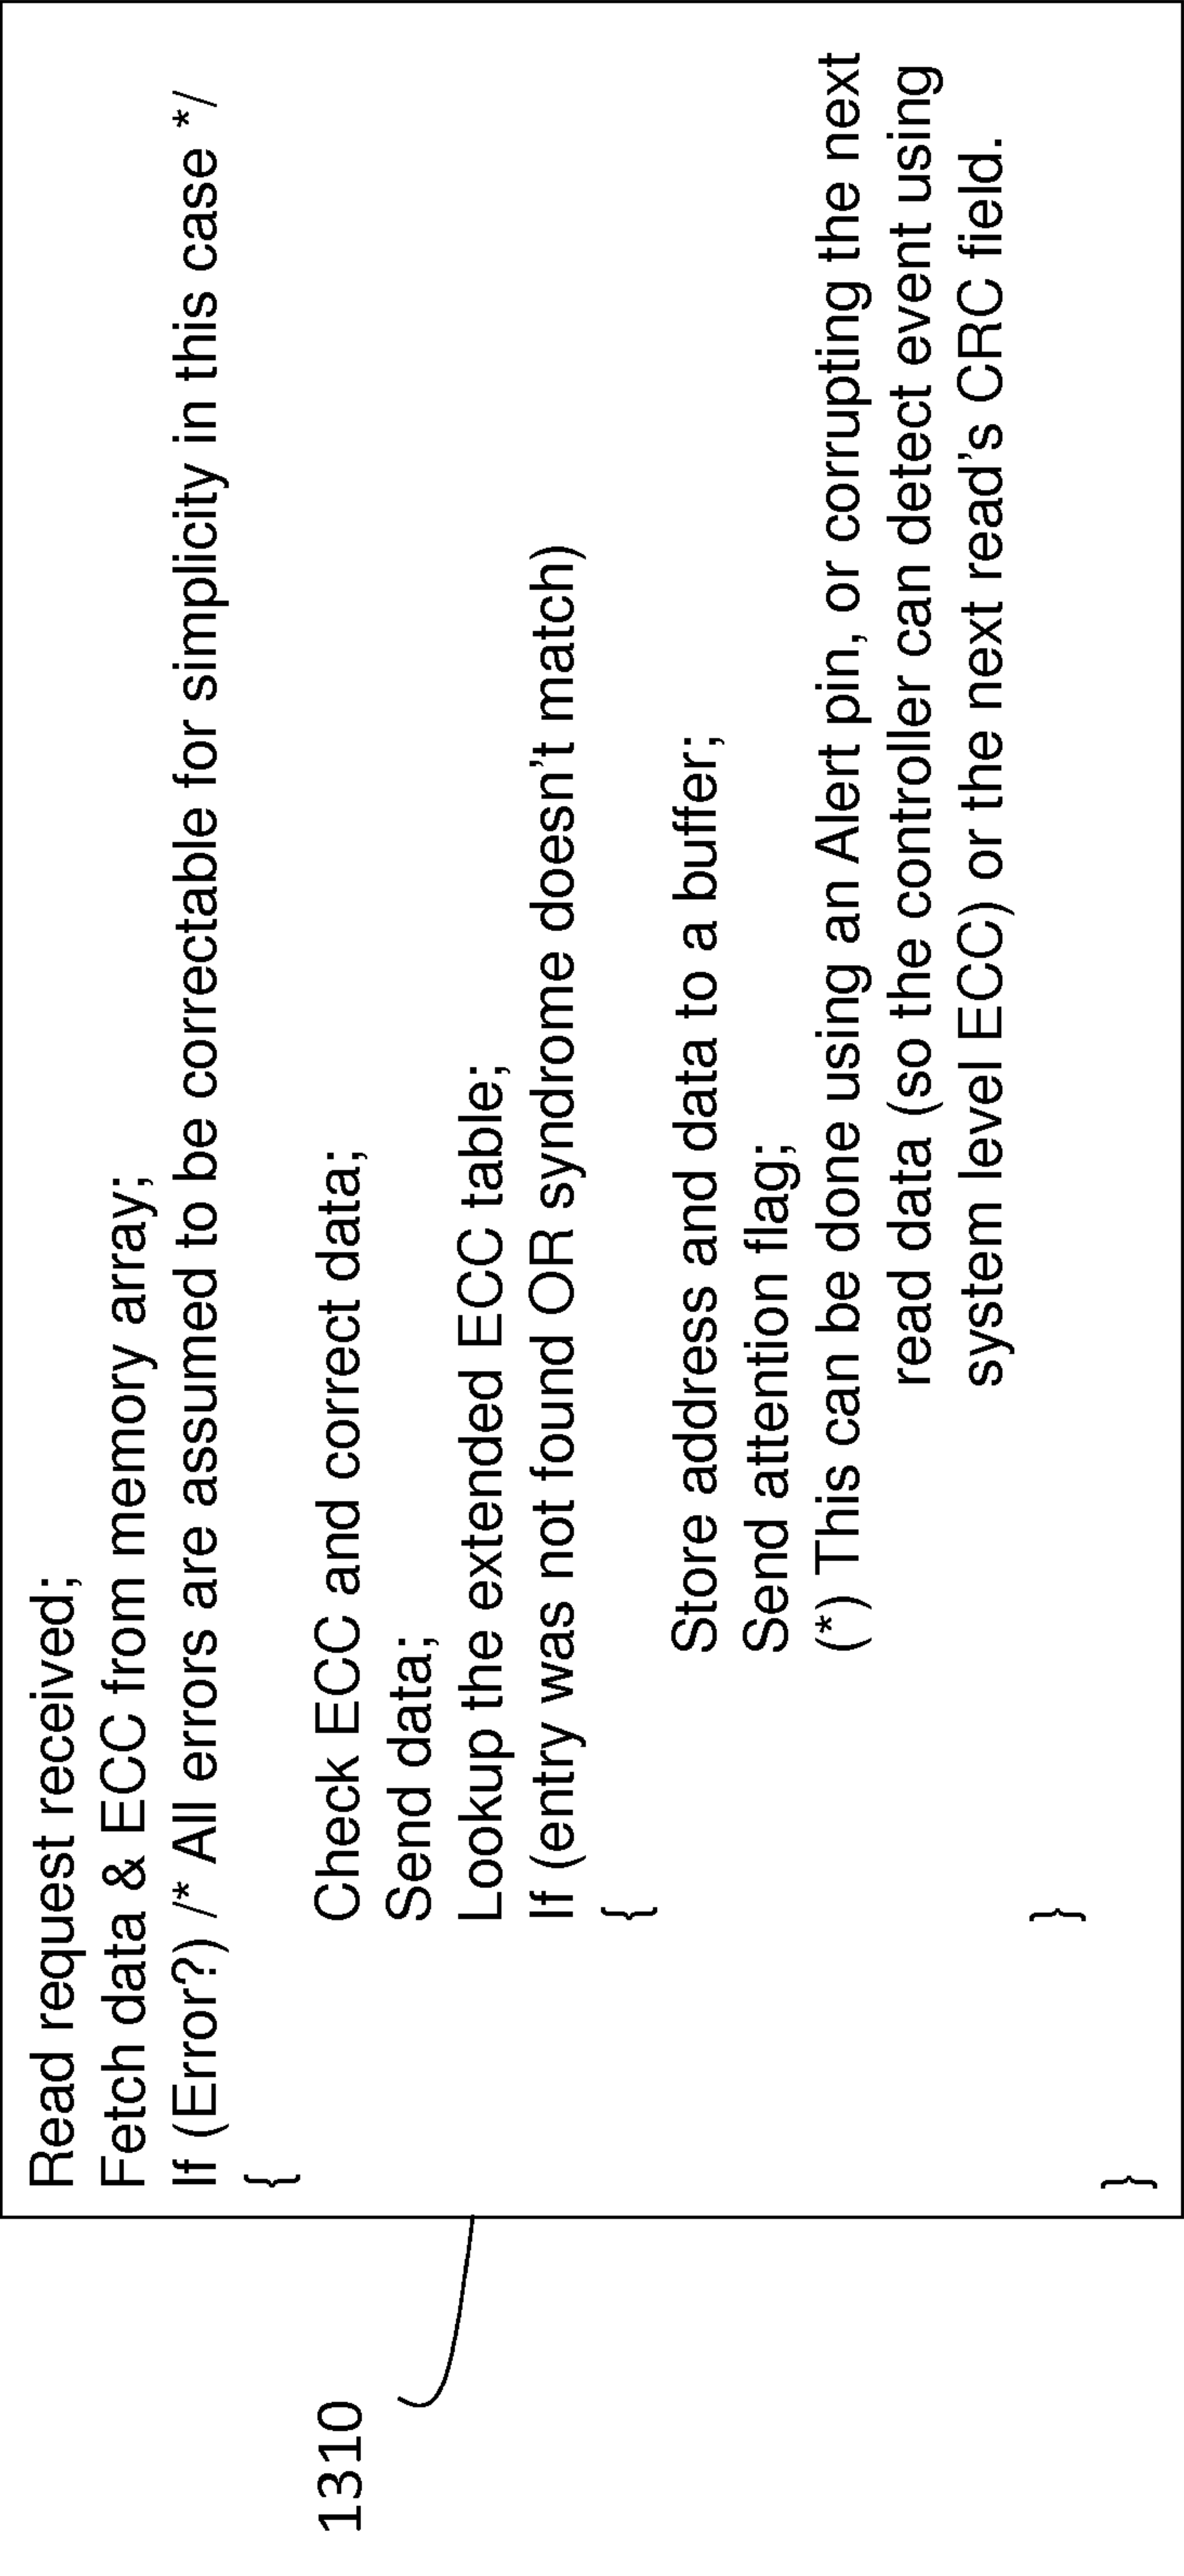 Read request received;
Fetch data & ECC from memory array;
If (Error?) /* All errors are assumed to be correctable for simplicity in this case */
{
Check ECC and correct data;
Send data;
Lookup the extended ECC table;
If (entry was not found OR syndrome doesn't match)
{
Store address and data to a buffer;
Send attention flag;
(*) This can be done using an Alert pin, or corrupting the next
read data (so the controller can detect event using
system level ECC) or the next read's CRC field.
}
}
1310